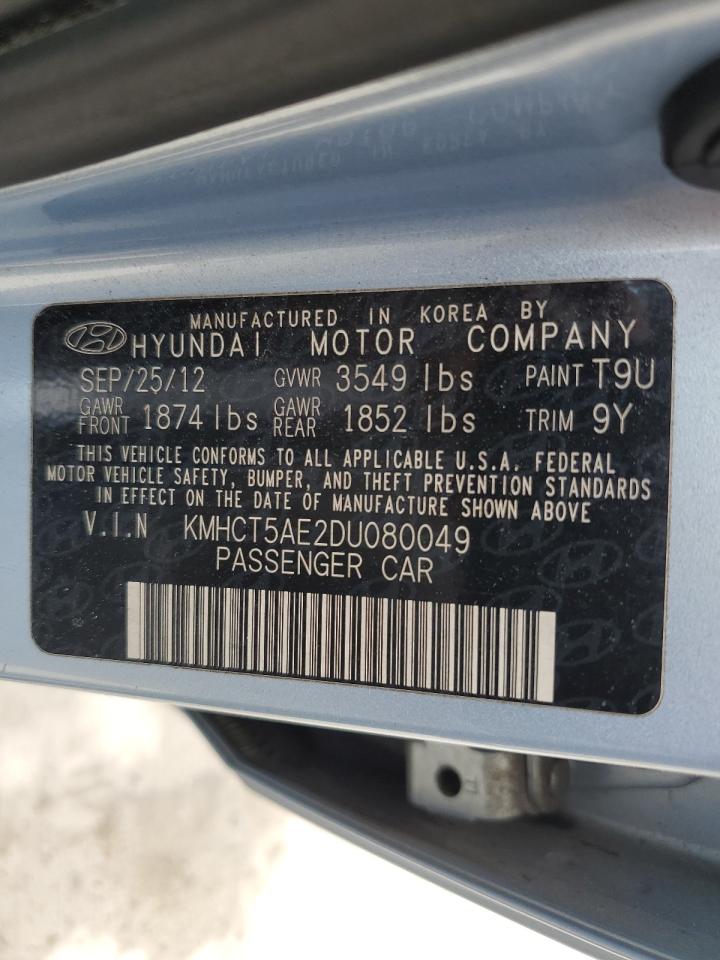 MANUFACTURED IN KOREA BY
HYUNDAI MOTOR COMPANY
SEP/25/12 GVWR 3549 lbs PAINT T9U
GAWR FRONT 1874 lbs GAWR REAR 1852 lbs TRIM 9Y
THIS VEHICLE CONFORMS TO ALL APPLICABLE U.S.A. FEDERAL
MOTOR VEHICLE SAFETY, BUMPER, AND THEFT PREVENTION STANDARDS
IN EFFECT ON THE DATE OF MANUFACTURE SHOWN ABOVE
V.I.N KMHCT5AE2DU080049
PASSENGER CAR